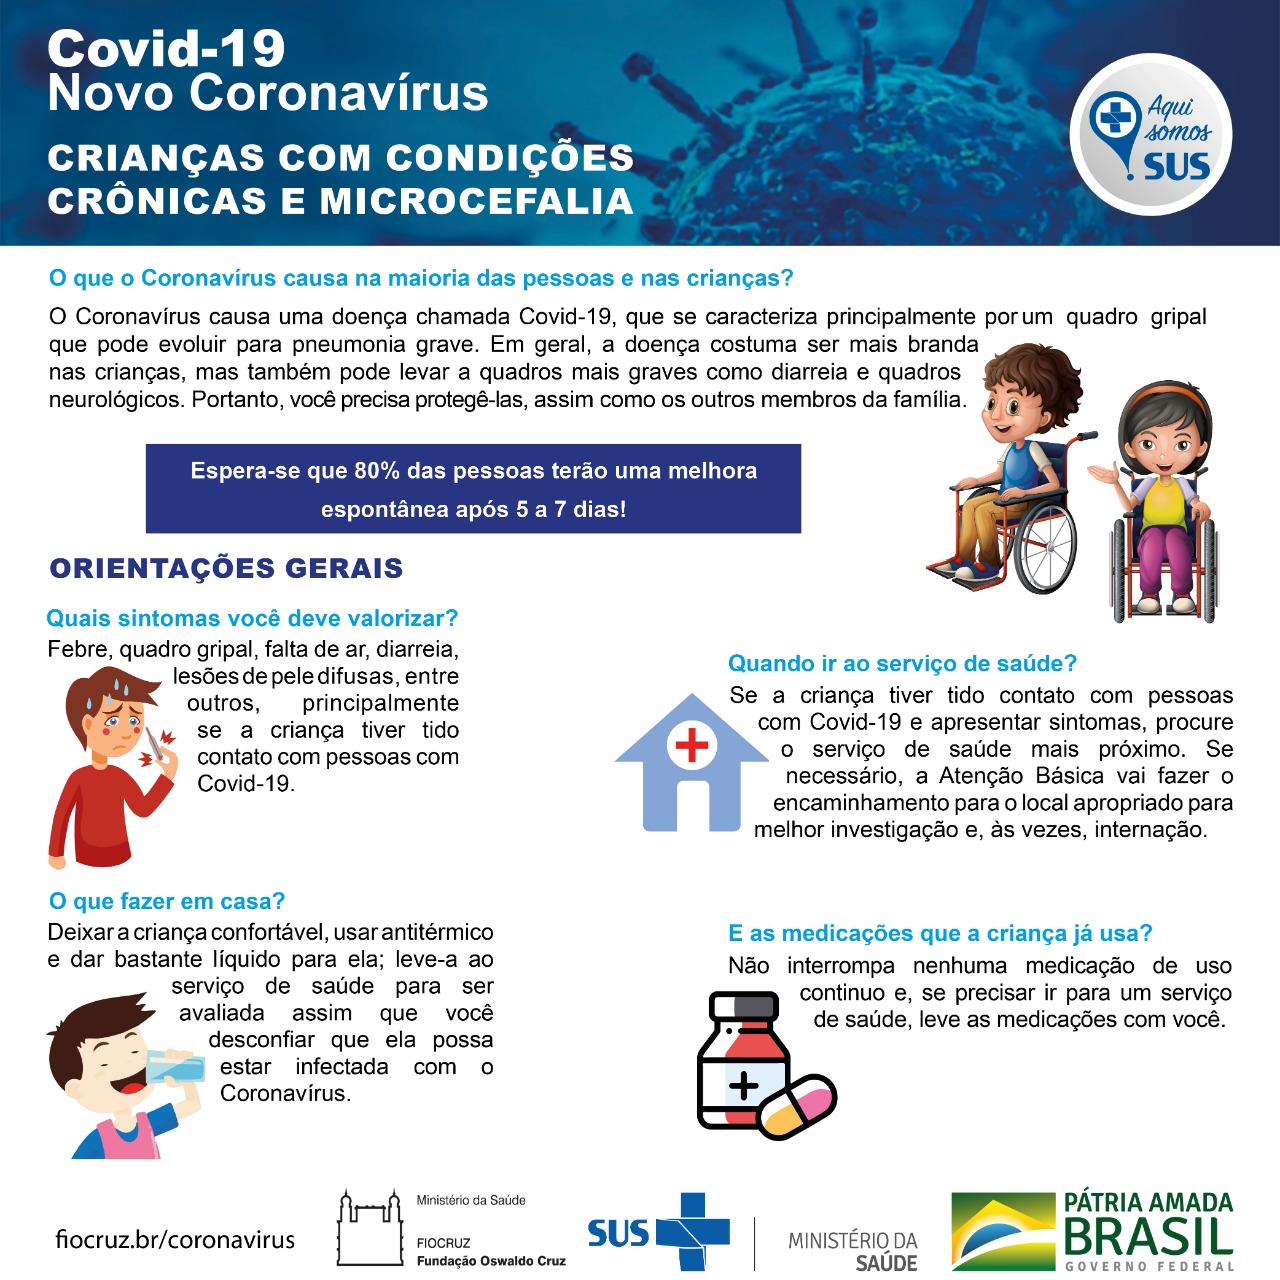 Covid-19
Novo Coronavírus
CRIANÇAS COM CONDIÇÕES
CRÔNICAS E MICROCEFALIA
Aqui
somos
SUS
O que o Coronavírus causa na maioria das pessoas e nas crianças?
O Coronavírus causa uma doença chamada Covid-19, que se caracteriza principalmente por um quadro gripal
que pode evoluir para pneumonia grave. Em geral, a doença costuma ser mais branda
nas crianças, mas também pode levar a quadros mais graves como diarreia e quadros
neurológicos. Portanto, você precisa protegê-las, assim como os outros membros da família.
Espera-se que 80% das pessoas terão uma melhora
espontânea após 5 a 7 dias!
ORIENTAÇÕES GERAIS
Quais sintomas você deve valorizar?
Febre, quadro gripal, falta de ar, diarreia,
lesões de pele difusas, entre
outros, principalmente
se a criança tiver tido
contato com pessoas com
Covid-19.
Quando ir ao serviço de saúde?
Se a criança tiver tido contato com pessoas
com Covid-19 e apresentar sintomas, procure
o serviço de saúde mais próximo. Se
necessário, a Atenção Básica vai fazer o
encaminhamento para o local apropriado para
melhor investigação e, às vezes, internação.
O que fazer em casa?
Deixar a criança confortável, usar antitérmico
e dar bastante líquido para ela; leve-a ao
serviço de saúde para ser
avaliada assim que você
desconfiar que ela possa
estar infectada com o
Coronavírus.
E as medicações que a criança já usa?
Não interrompa nenhuma medicação de uso
continuo e, se precisar ir para um serviço
de saúde, leve as medicações com você.
fiocruz.br/coronavirus
Ministério da Saúde
FIOCRUZ
Fundação Oswaldo Cruz
SUS
MINISTÉRIO DA
SAÚDE
PÁTRIA AMADA
BRASIL
GOVERNO FEDERAL